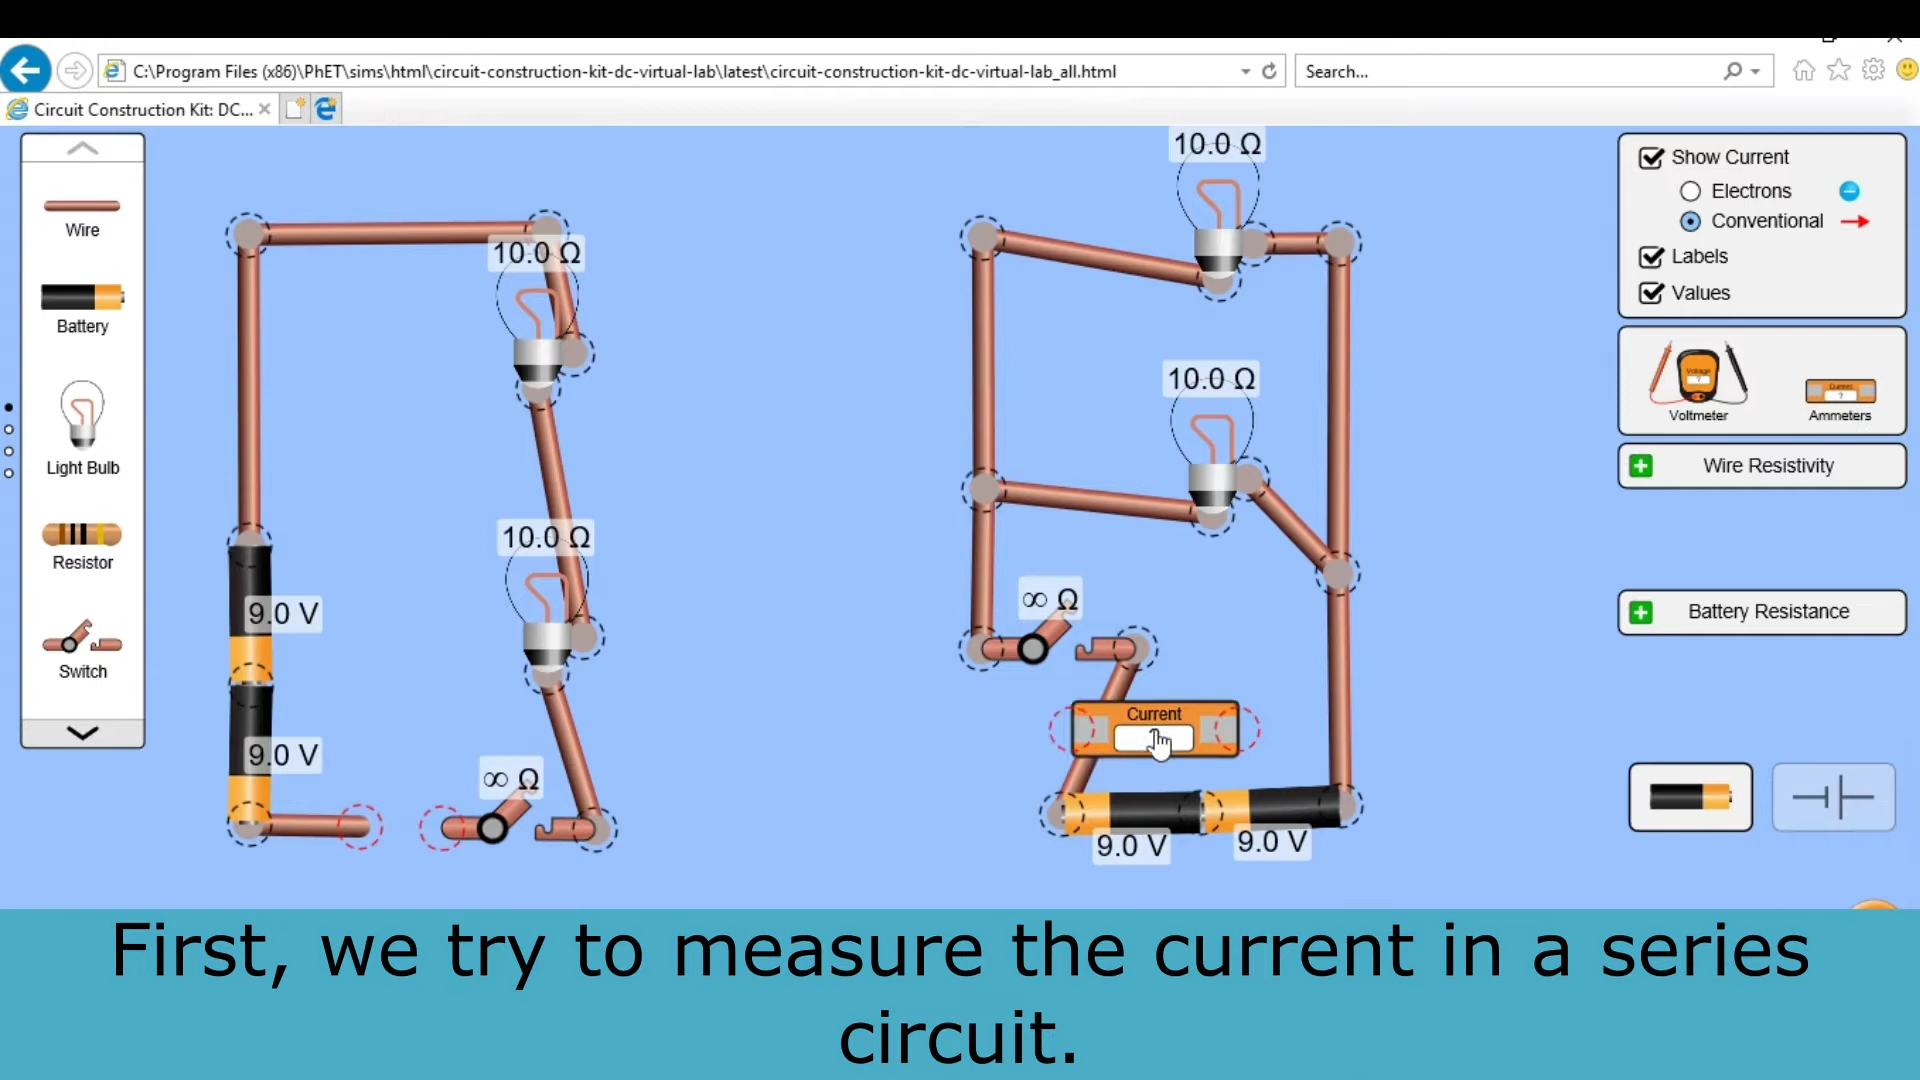 C:\Program Files (x86)\PhET\sims\html\circuit-construction-kit-dc-virtual-lab\latest\circuit-construction-kit-dc-virtual-lab_all.html
Search...
Circuit Construction Kit: DC...
Wire
Battery
Light Bulb
Resistor
Switch
10.0 Ω
10.0 Ω
9.0 V
9.0 V
∞ Ω
10.0 Ω
10.0 Ω
∞ Ω
Current
9.0 V
9.0 V
Show Current
Electrons
Conventional
Labels
Values
Voltage
?
Voltmeter
Current
?
Ammeters
Wire Resistivity
Battery Resistance
First, we try to measure the current in a series
circuit.